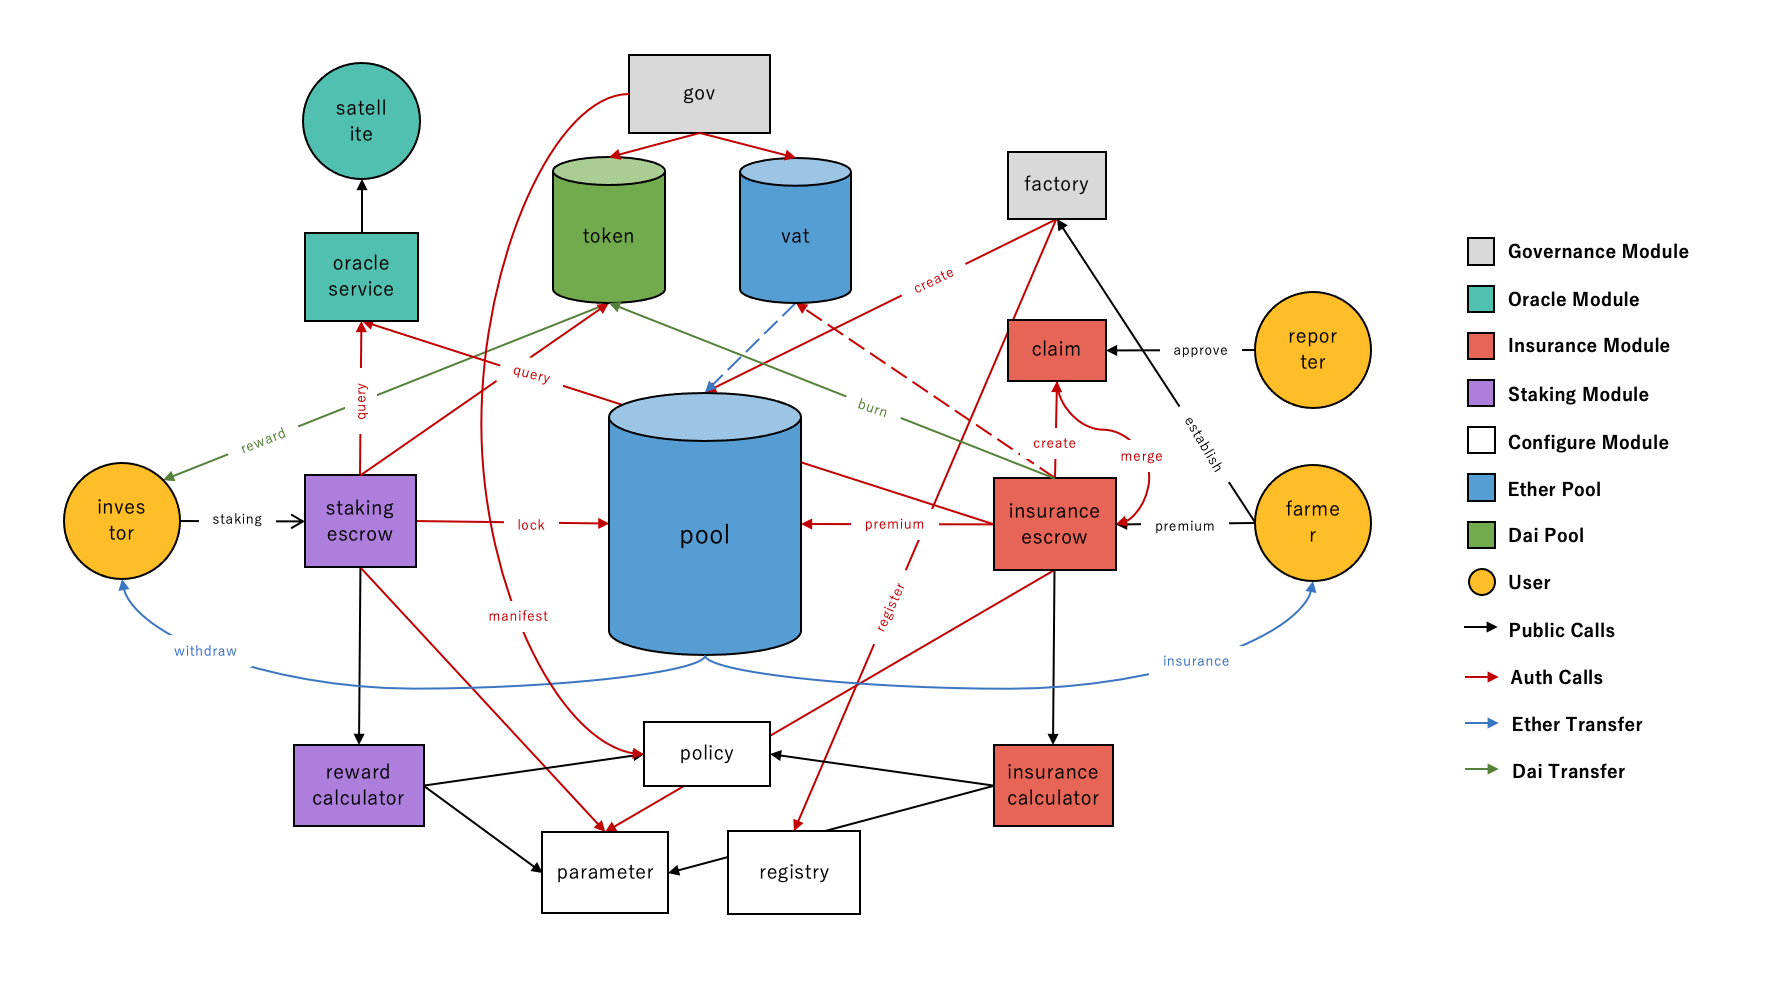 gov
satell
ite
factory
token
vat
oracle
service
create
repor
ter
claim
approve
query
query
burn
reward
create
merge
establish
inves
tor
staking
staking
escrow
lock
pool
premium
insurance
escrow
premium
farme
r
manifest
register
withdraw
insurance
policy
reward
calculator
insurance
calculator
parameter
registry
Governance Module
Oracle Module
Insurance Module
Staking Module
Configure Module
Ether Pool
Dai Pool
User
Public Calls
Auth Calls
Ether Transfer
Dai Transfer